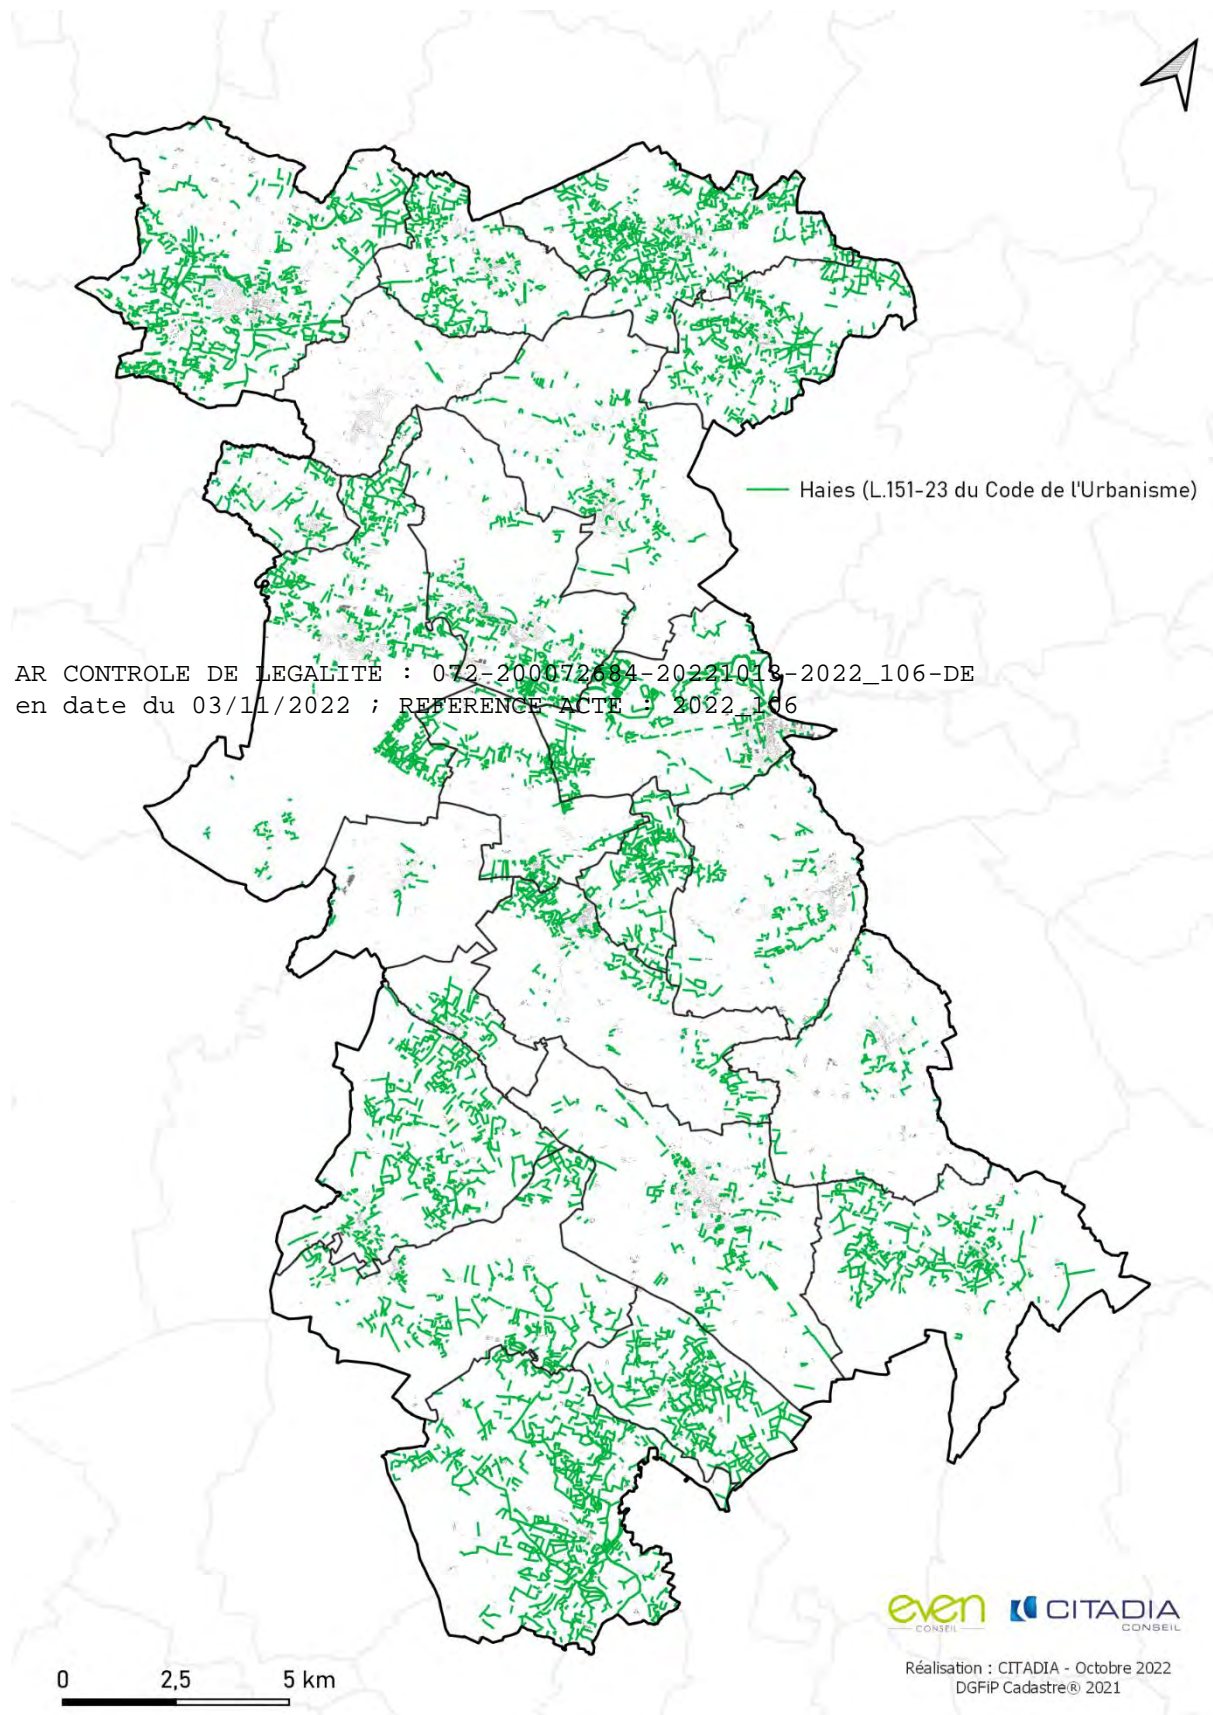 Haies (L.151-23 du Code de l'Urbanisme)
AR CONTROLE DE LEGALITE : 072-200072684-20221013-2022_106-DE
en date du 03/11/2022 ; REFERENCE ACTE : 2022_106
even
CONSEIL
CITADIA
CONSEIL
Réalisation : CITADIA - Octobre 2022
DGFiP Cadastre® 2021
0 2,5 5 km